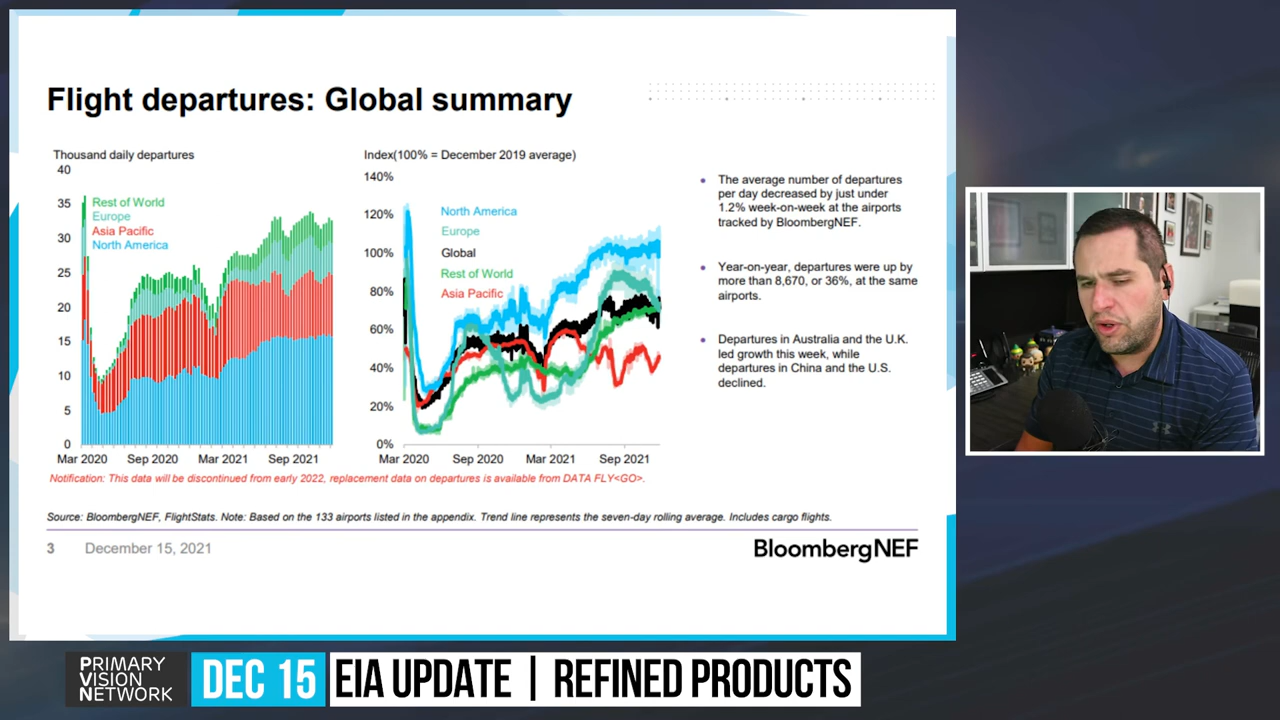 Flight departures: Global summary
Thousand daily departures
40
35
30
25
20
15
10
5
0
Rest of World
Europe
Asia Pacific
North America
Mar 2020
Sep 2020
Mar 2021
Sep 2021
Index(100% = December 2019 average)
140%
120%
100%
80%
60%
40%
20%
0%
North America
Europe
Global
Rest of World
Asia Pacific
Mar 2020
Sep 2020
Mar 2021
Sep 2021
• The average number of departures
per day decreased by just under
1.2% week-on-week at the airports
tracked by BloombergNEF.
• Year-on-year, departures were up by
more than 8,670, or 36%, at the same
airports.
• Departures in Australia and the U.K.
led growth this week, while
departures in China and the U.S.
declined.
Notification: This data will be discontinued from early 2022, replacement data on departures is available from DATA FLY<GO>.
Source: BloombergNEF, FlightStats. Note: Based on the 133 airports listed in the appendix. Trend line represents the seven-day rolling average. Includes cargo flights.
3 December 15, 2021
BloombergNEF
PRIMARY
VISION
NETWORK
DEC 15
EIA UPDATE | REFINED PRODUCTS